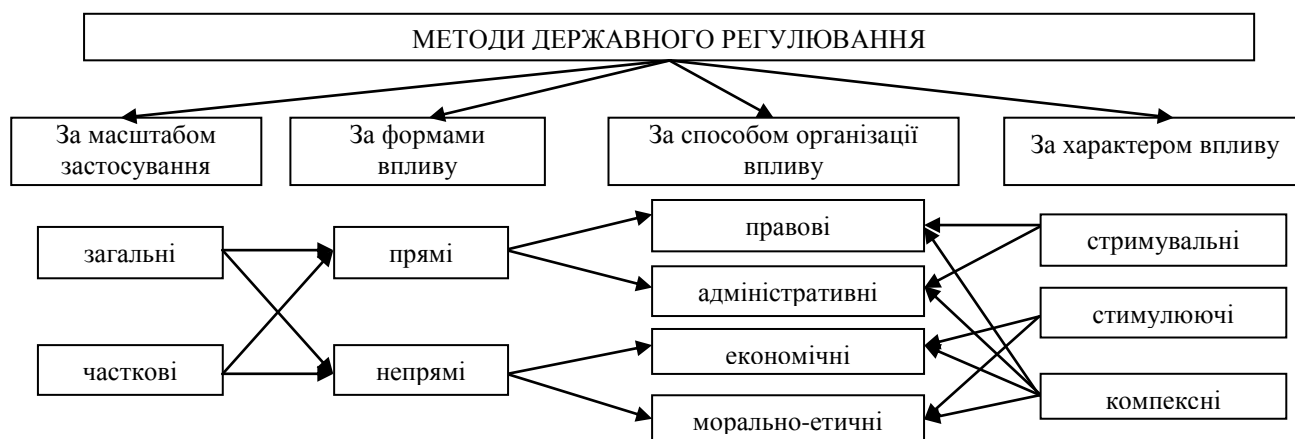 МЕТОДИ ДЕРЖАВНОГО РЕГУЛЮВАННЯ
За масштабом
застосування
За формами
впливу
За способом організації
впливу
За характером впливу
загальні
прямі
правові
стримувальні
адміністративні
стимулюючі
часткові
непрямі
економічні
компексні
морально-етичні